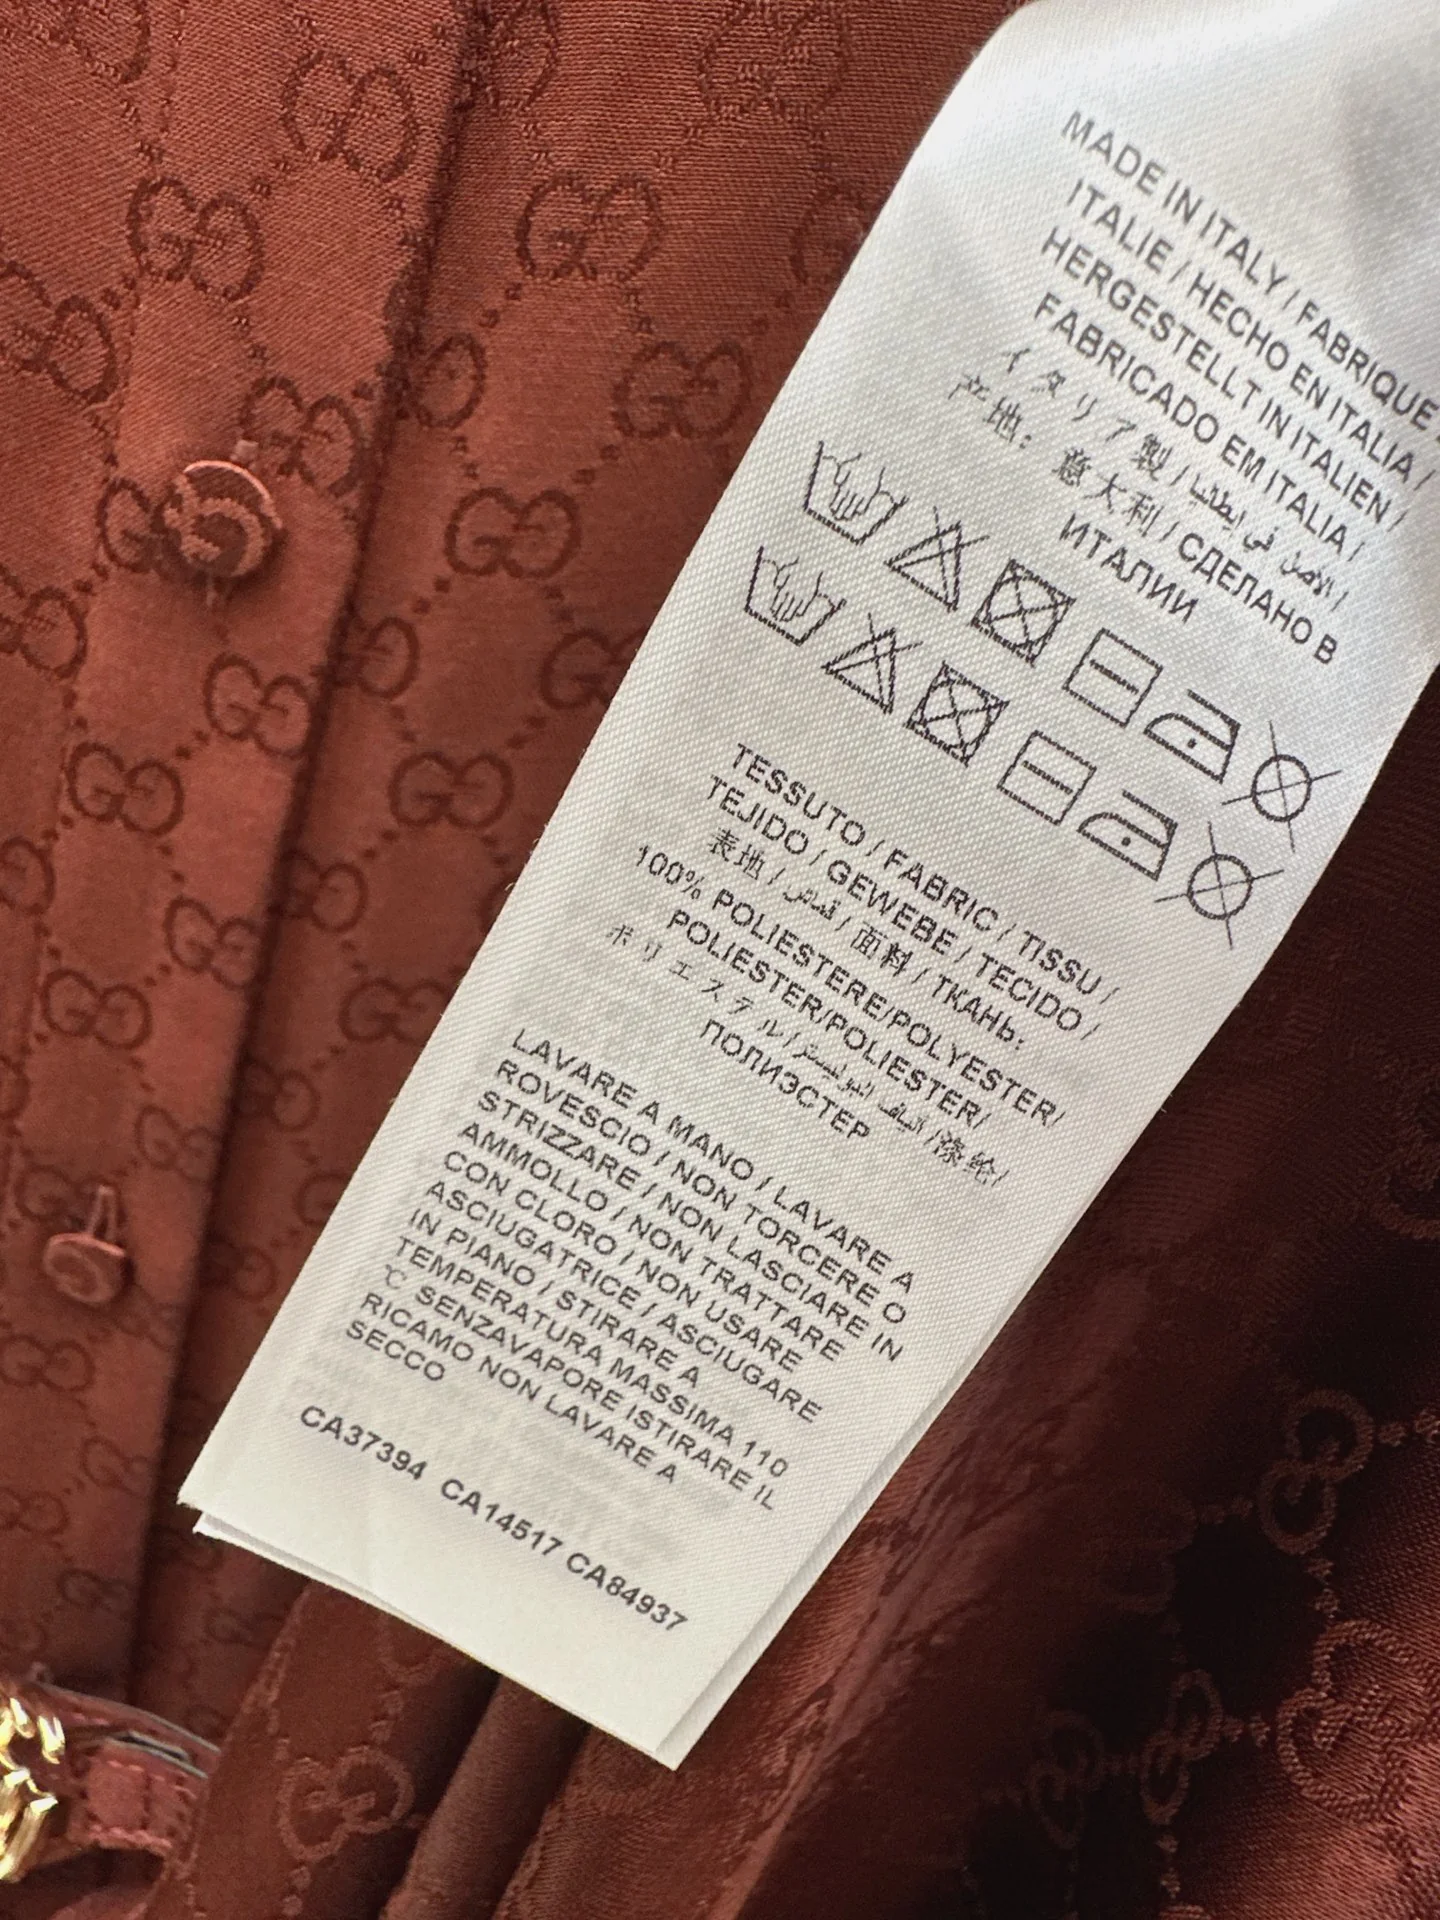 MADE IN ITALY / FABRIQUE
ITALIE / HECHO EN ITALIA /
HERGESTELLT IN ITALIEN /
FABRICADO EM ITALIA /
イタリア製 /
产地: 意大利 / СДЕЛАНО В
ИТАЛИИ
TESSUTO / FABRIC / TISSU /
TEJIDO / GEWEBE / TECIDO /
表地 / قماش / 面料 / ТКАНЬ:
100% POLIESTERE/POLYESTER/
POLIESTER/POLIESTER/
ポリエステル/ /涤纶/
ПОЛИЭСТЕР
LAVARE A MANO / LAVARE A
ROVESCIO / NON TORCERE O
STRIZZARE / NON LASCIARE IN
AMMOLLO / NON TRATTARE
CON CLORO / NON USARE
ASCIUGATRICE / ASCIUGARE
IN PIANO / STIRARE A
TEMPERATURA MASSIMA 110
℃ SENZAVAPORE ISTIRARE IL
RICAMO NON LAVARE A
SECCO
CA37394 CA14517 CA84937